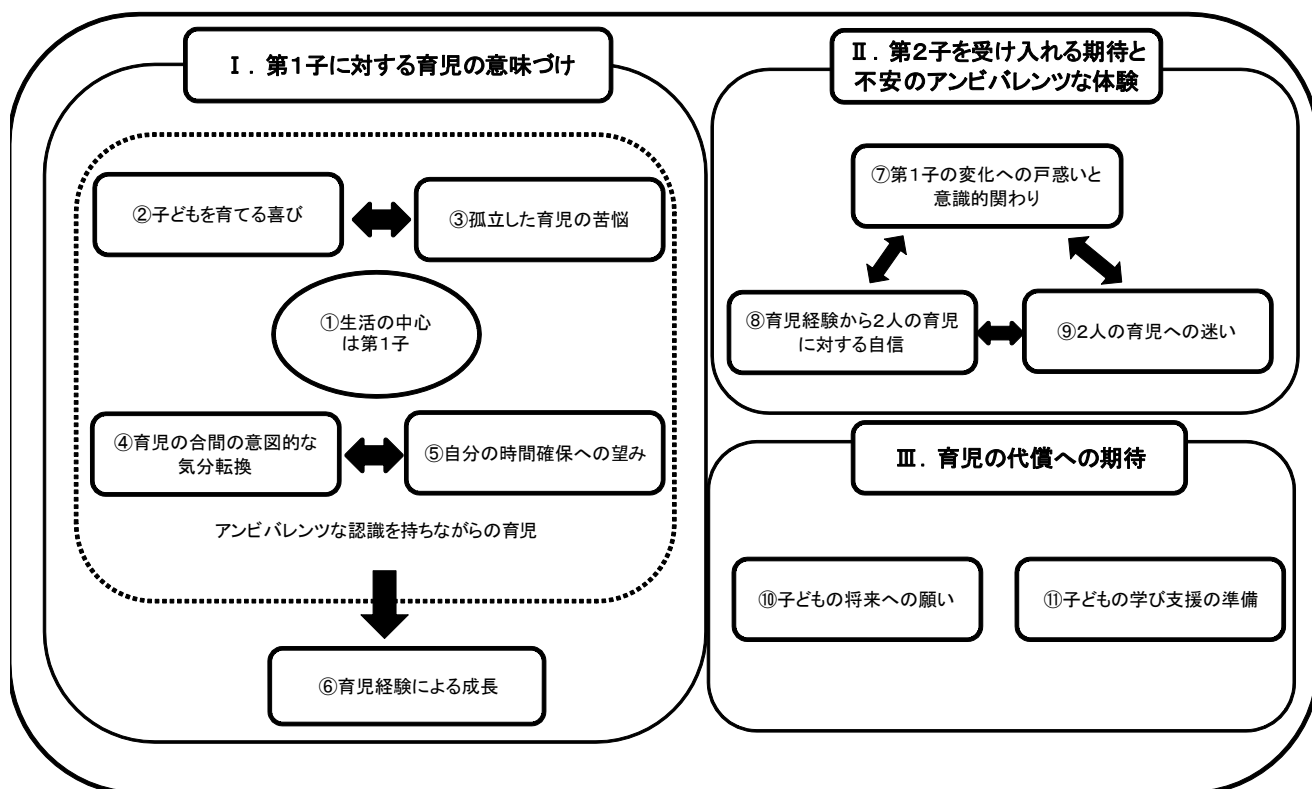 Ⅰ．第1子に対する育児の意味づけ
②子どもを育てる喜び
③孤立した育児の苦悩
①生活の中心
は第1子
④育児の合間の意図的な
気分転換
⑤自分の時間確保への望み
アンビバレンツな認識を持ちながらの育児
⑥育児経験による成長
Ⅱ．第2子を受け入れる期待と
不安のアンビバレンツな体験
⑦第1子の変化への戸惑いと
意識的関わり
⑧育児経験から2人の育児
に対する自信
⑨2人の育児への迷い
Ⅲ．育児の代償への期待
⑩子どもの将来への願い
⑪子どもの学び支援の準備